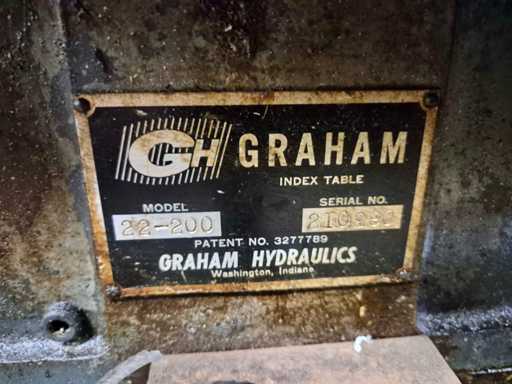 GH GRAHAM
INDEX TABLE
MODEL SERIAL NO.
22-200
PATENT NO. 3277789
GRAHAM HYDRAULICS
Washington, Indiana